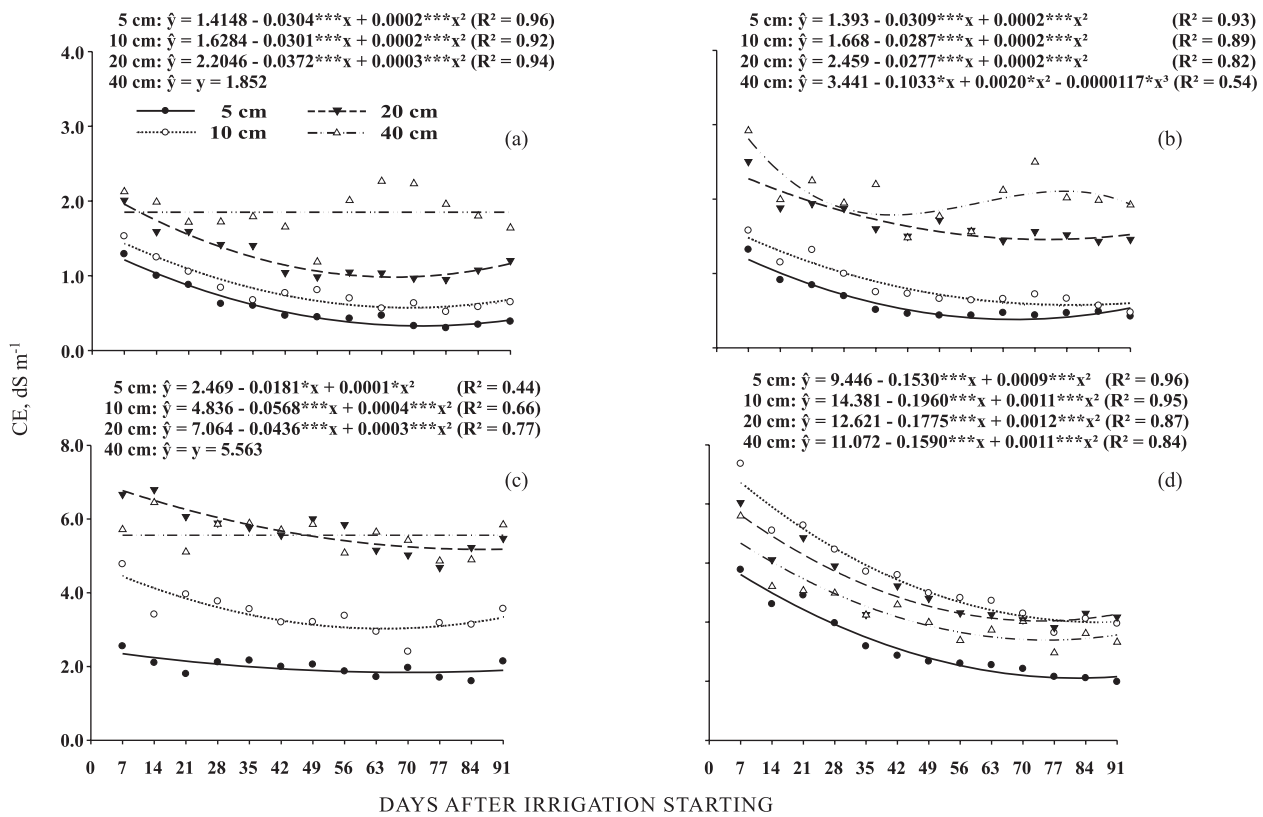 5 cm: ŷ = 1.4148 - 0.0304***x + 0.0002***x² (R² = 0.96)
10 cm: ŷ = 1.6284 - 0.0301***x + 0.0002***x² (R² = 0.92)
20 cm: ŷ = 2.2046 - 0.0372***x + 0.0003***x² (R² = 0.94)
40 cm: ŷ = y = 1.852
4.0
3.0
2.0
1.0
0.0
5 cm
20 cm
10 cm
40 cm
(a)
5 cm: ŷ = 1.393 - 0.0309***x + 0.0002***x² (R² = 0.93)
10 cm: ŷ = 1.668 - 0.0287***x + 0.0002***x² (R² = 0.89)
20 cm: ŷ = 2.459 - 0.0277***x + 0.0002***x² (R² = 0.82)
40 cm: ŷ = 3.441 - 0.1033*x + 0.0020*x² - 0.0000117*x³ (R² = 0.54)
(b)
CE, dS m⁻¹
5 cm: ŷ = 2.469 - 0.0181*x + 0.0001*x² (R² = 0.44)
10 cm: ŷ = 4.836 - 0.0568***x + 0.0004***x² (R² = 0.66)
20 cm: ŷ = 7.064 - 0.0436***x + 0.0003***x² (R² = 0.77)
40 cm: ŷ = y = 5.563
8.0
6.0
4.0
2.0
0.0
(c)
0 7 14 21 28 35 42 49 56 63 70 77 84 91
5 cm: ŷ = 9.446 - 0.1530***x + 0.0009***x² (R² = 0.96)
10 cm: ŷ = 14.381 - 0.1960***x + 0.0011***x² (R² = 0.95)
20 cm: ŷ = 12.621 - 0.1775***x + 0.0012***x² (R² = 0.87)
40 cm: ŷ = 11.072 - 0.1590***x + 0.0011***x² (R² = 0.84)
(d)
0 7 14 21 28 35 42 49 56 63 70 77 84 91
DAYS AFTER IRRIGATION STARTING